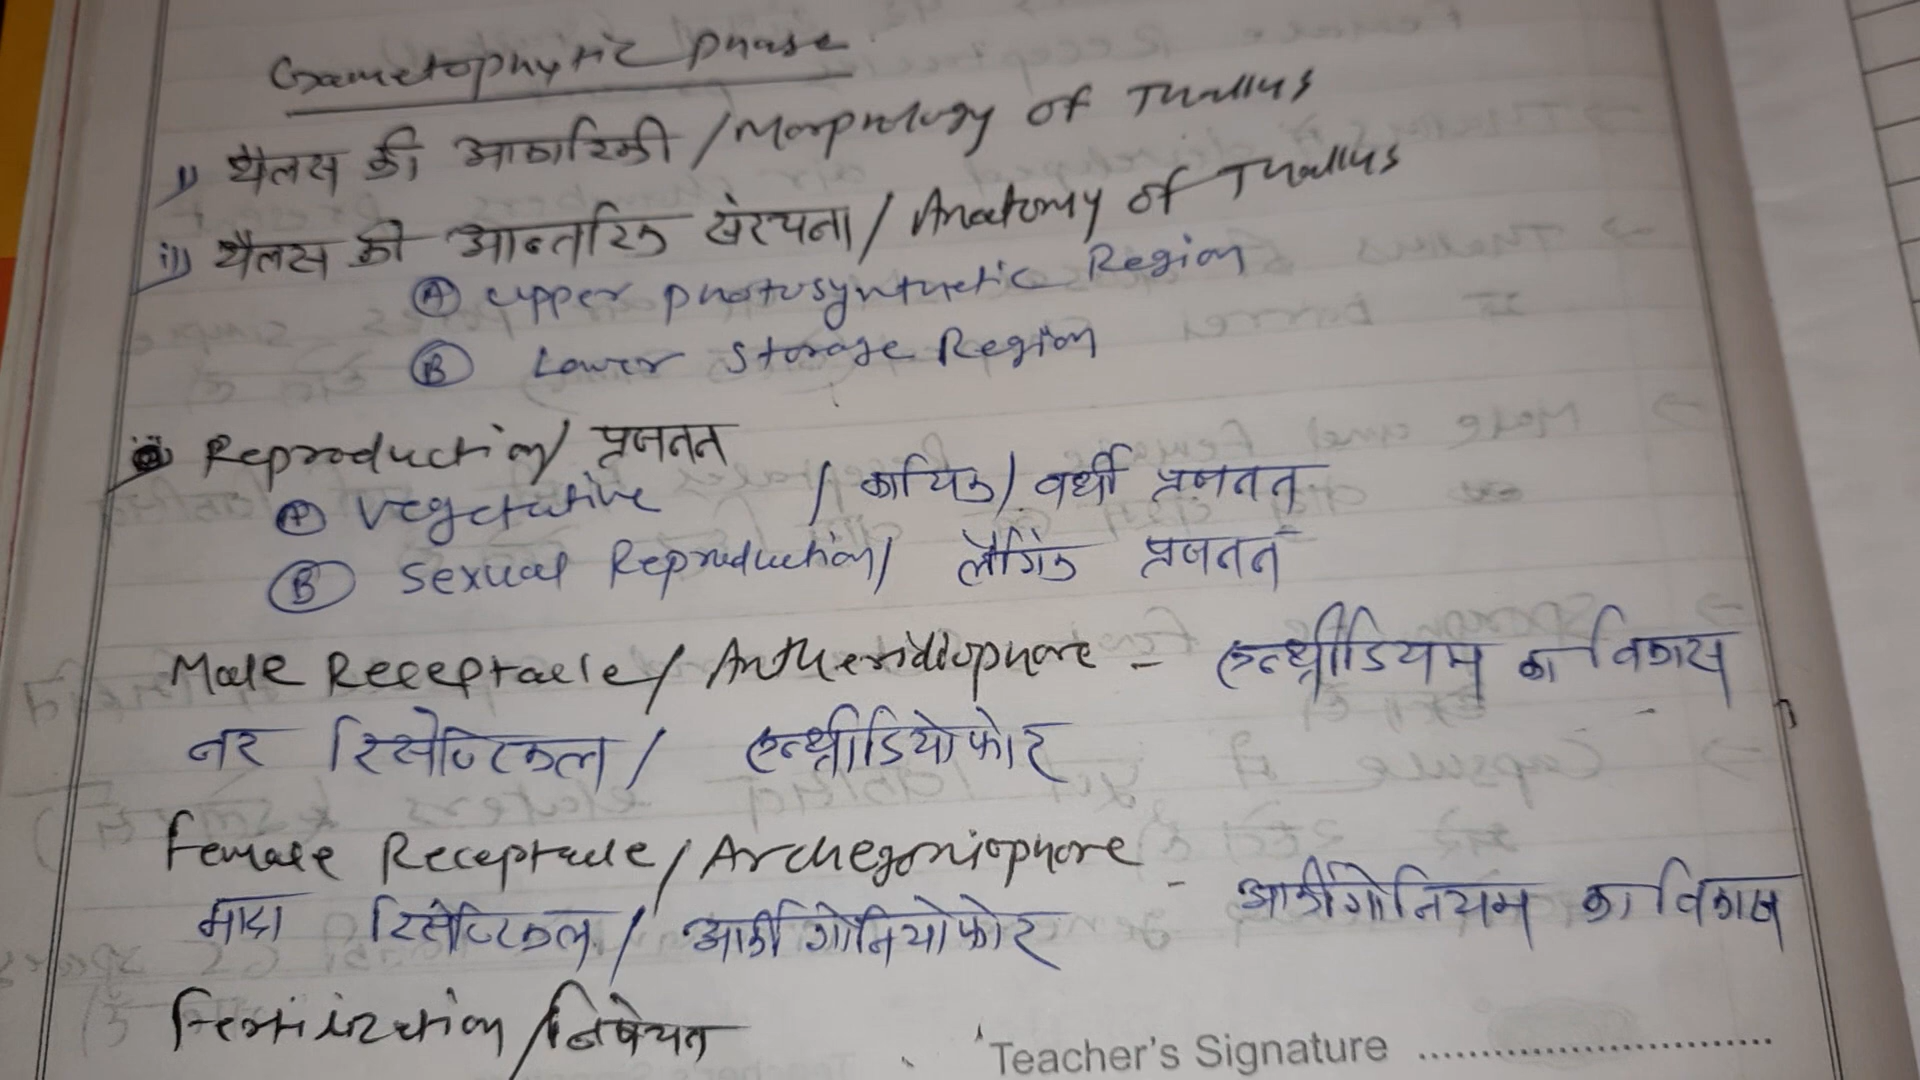 Gametophytic phase
i) थैलस की आकारिकी / Morphology of Thallus
ii) थैलस की आन्तरिक संरचना / Anatomy of Thallus
(A) upper photosynthetic Region
(B) Lower Storage Region
Reproduction / प्रजनन
(A) Vegetative / कायिक / वर्धी प्रजनन
(B) Sexual Reproduction / लैंगिक प्रजनन
Male Receptacle / Antheridiophore - एन्थ्रीडियम का विकास
नर रिसेप्टिकल / एन्थ्रीडियोफोर
Female Receptacle / Archegoniophore - आर्कीगोनियम का विकास
मादा रिसेप्टिकल / आर्कीगोनियोफोर
Fertilization / निषेचन
Teacher's Signature ..............................